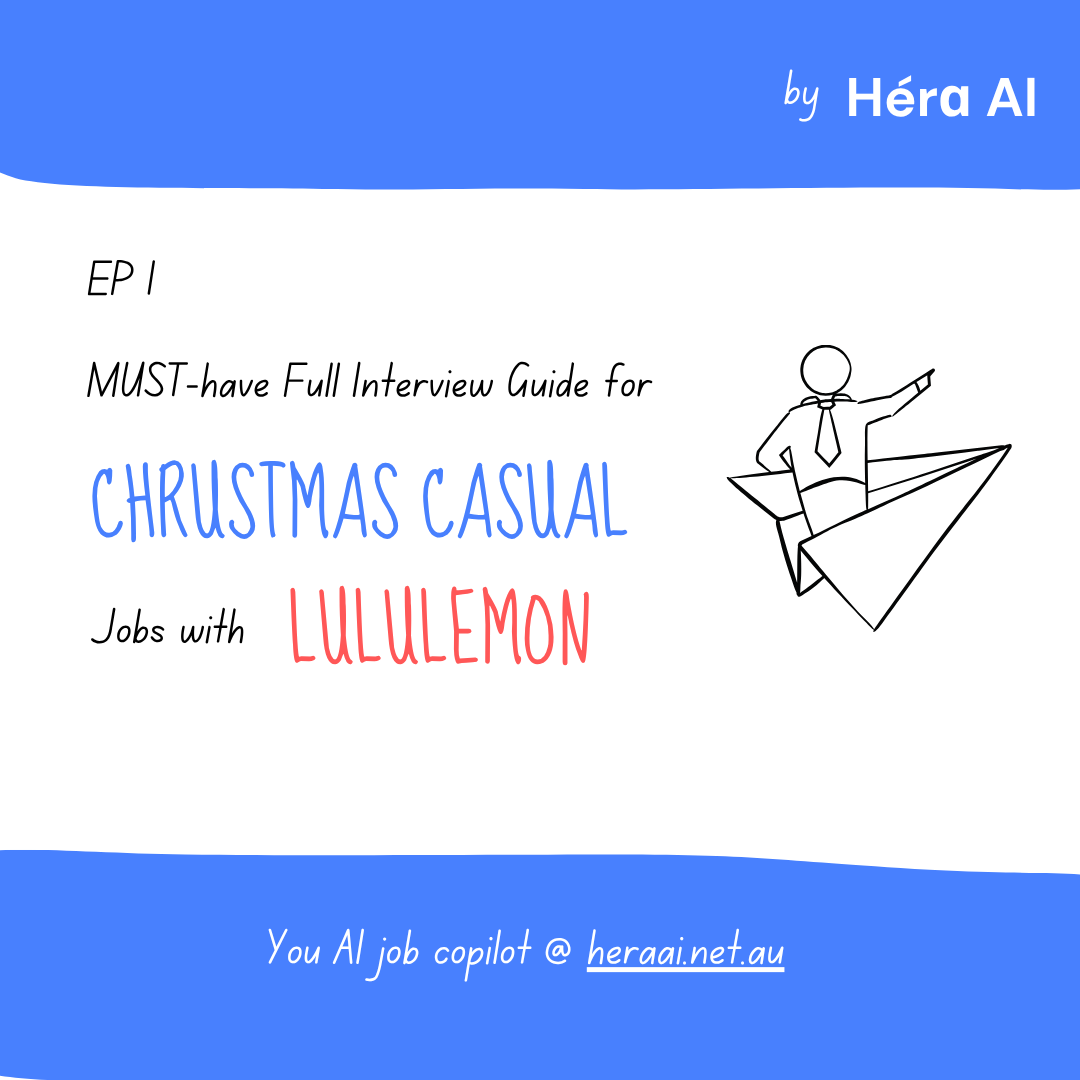 by Héra AI
EP 1
MUST-have Full Interview Guide for
CHRUSTMAS CASUAL
Jobs with LULULEMON
You AI job copilot @ heraai.net.au